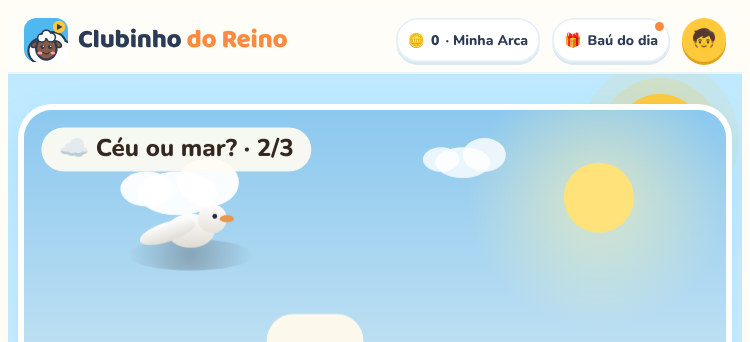 Clubinho do Reino
0 · Minha Arca
Baú do dia
Céu ou mar? · 2/3